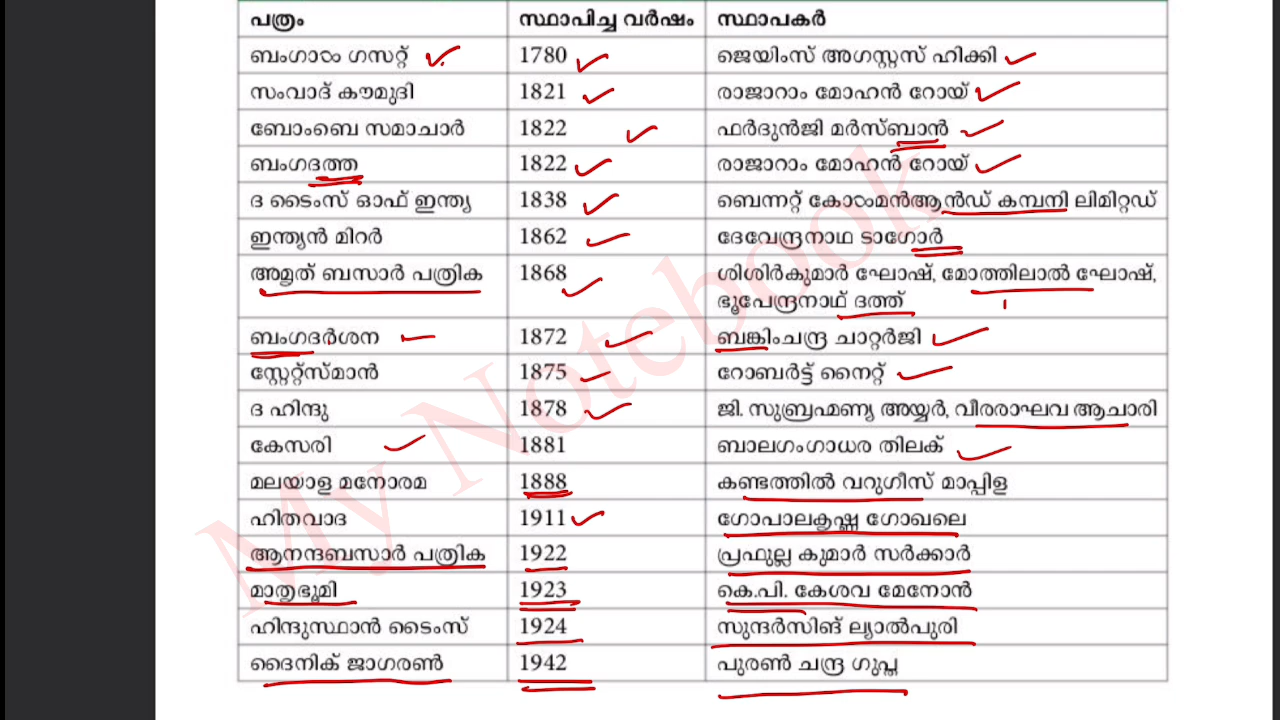 പത്രം സ്ഥാപിച്ച വർഷം സ്ഥാപകർ
ബംഗാൾ ഗസറ്റ് 1780 ജെയിംസ് അഗസ്റ്റസ് ഹിക്കി
സംവാദ് കൗമുദി 1821 രാജാറാം മോഹൻ റോയ്
ബോംബെ സമാചാർ 1822 ഫർദുൻജി മർസ്ബാൻ
ബംഗദത്ത 1822 രാജാറാം മോഹൻ റോയ്
ദ ടൈംസ് ഓഫ് ഇന്ത്യ 1838 ബെന്നറ്റ് കോൾമൻആൻഡ് കമ്പനി ലിമിറ്റഡ്
ഇന്ത്യൻ മിറർ 1862 ദേവേന്ദ്രനാഥ ടാഗോർ
അമൃത് ബസാർ പത്രിക 1868 ശിശിർകുമാർ ഘോഷ്, മോത്തിലാൽ ഘോഷ്,
ഭൂപേന്ദ്രനാഥ് ദത്ത്
ബംഗദർശന 1872 ബങ്കിംചന്ദ്ര ചാറ്റർജി
സ്റ്റേറ്റ്സ്മാൻ 1875 റോബർട്ട് നൈറ്റ്
ദ ഹിന്ദു 1878 ജി. സുബ്രഹ്മണ്യ അയ്യർ, വീരരാഘവ ആചാരി
കേസരി 1881 ബാലഗംഗാധര തിലക്
മലയാള മനോരമ 1888 കണ്ടത്തിൽ വറുഗീസ് മാപ്പിള
ഹിതവാദ 1911 ഗോപാലകൃഷ്ണ ഗോഖലെ
ആനന്ദബസാർ പത്രിക 1922 പ്രഫുല്ല കുമാർ സർക്കാർ
മാതൃഭൂമി 1923 കെ.പി. കേശവ മേനോൻ
ഹിന്ദുസ്ഥാൻ ടൈംസ് 1924 സുന്ദർസിങ് ല്യാൽപുരി
ദൈനിക് ജാഗരൺ 1942 പുരൺ ചന്ദ്ര ഗുപ്ത
My Notebook